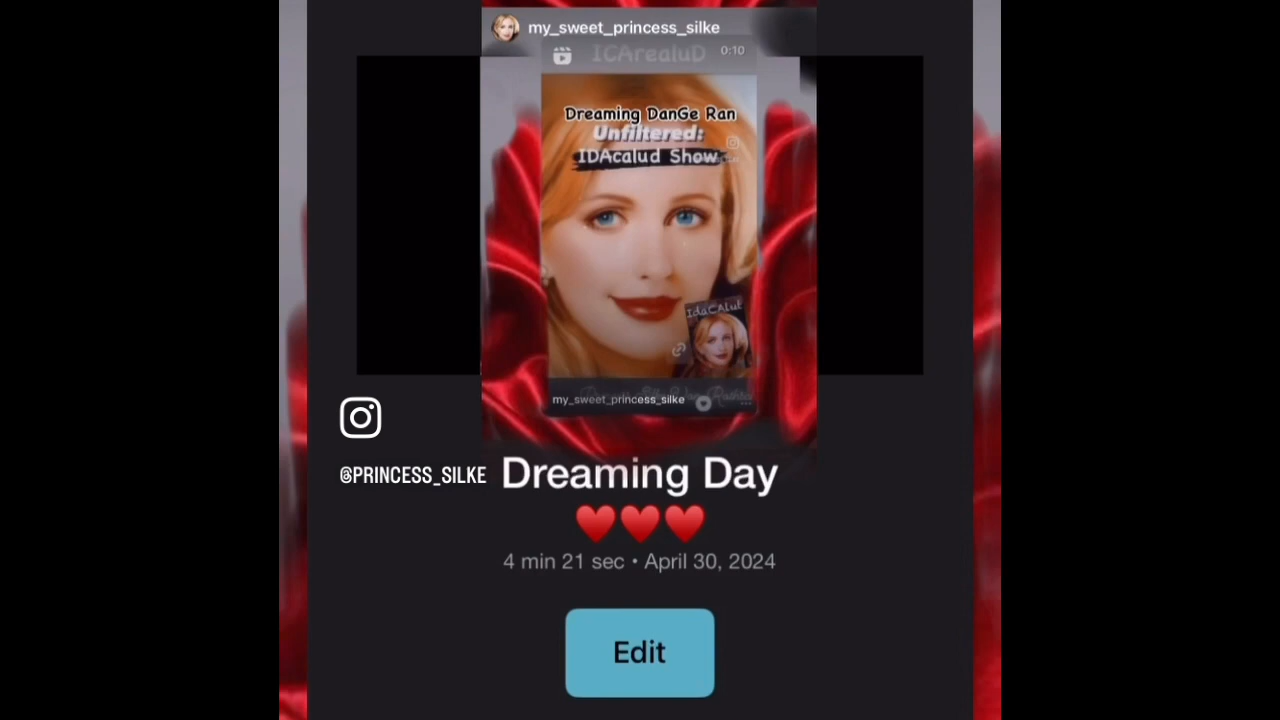 my_sweet_princess_silke
ICArealuD
0:10
Dreaming DanGe Ran
Unfiltered:
IDAcalud Show
my_sweet_princess_silke
@PRINCESS_SILKE
Dreaming Day
4 min 21 sec • April 30, 2024
Edit